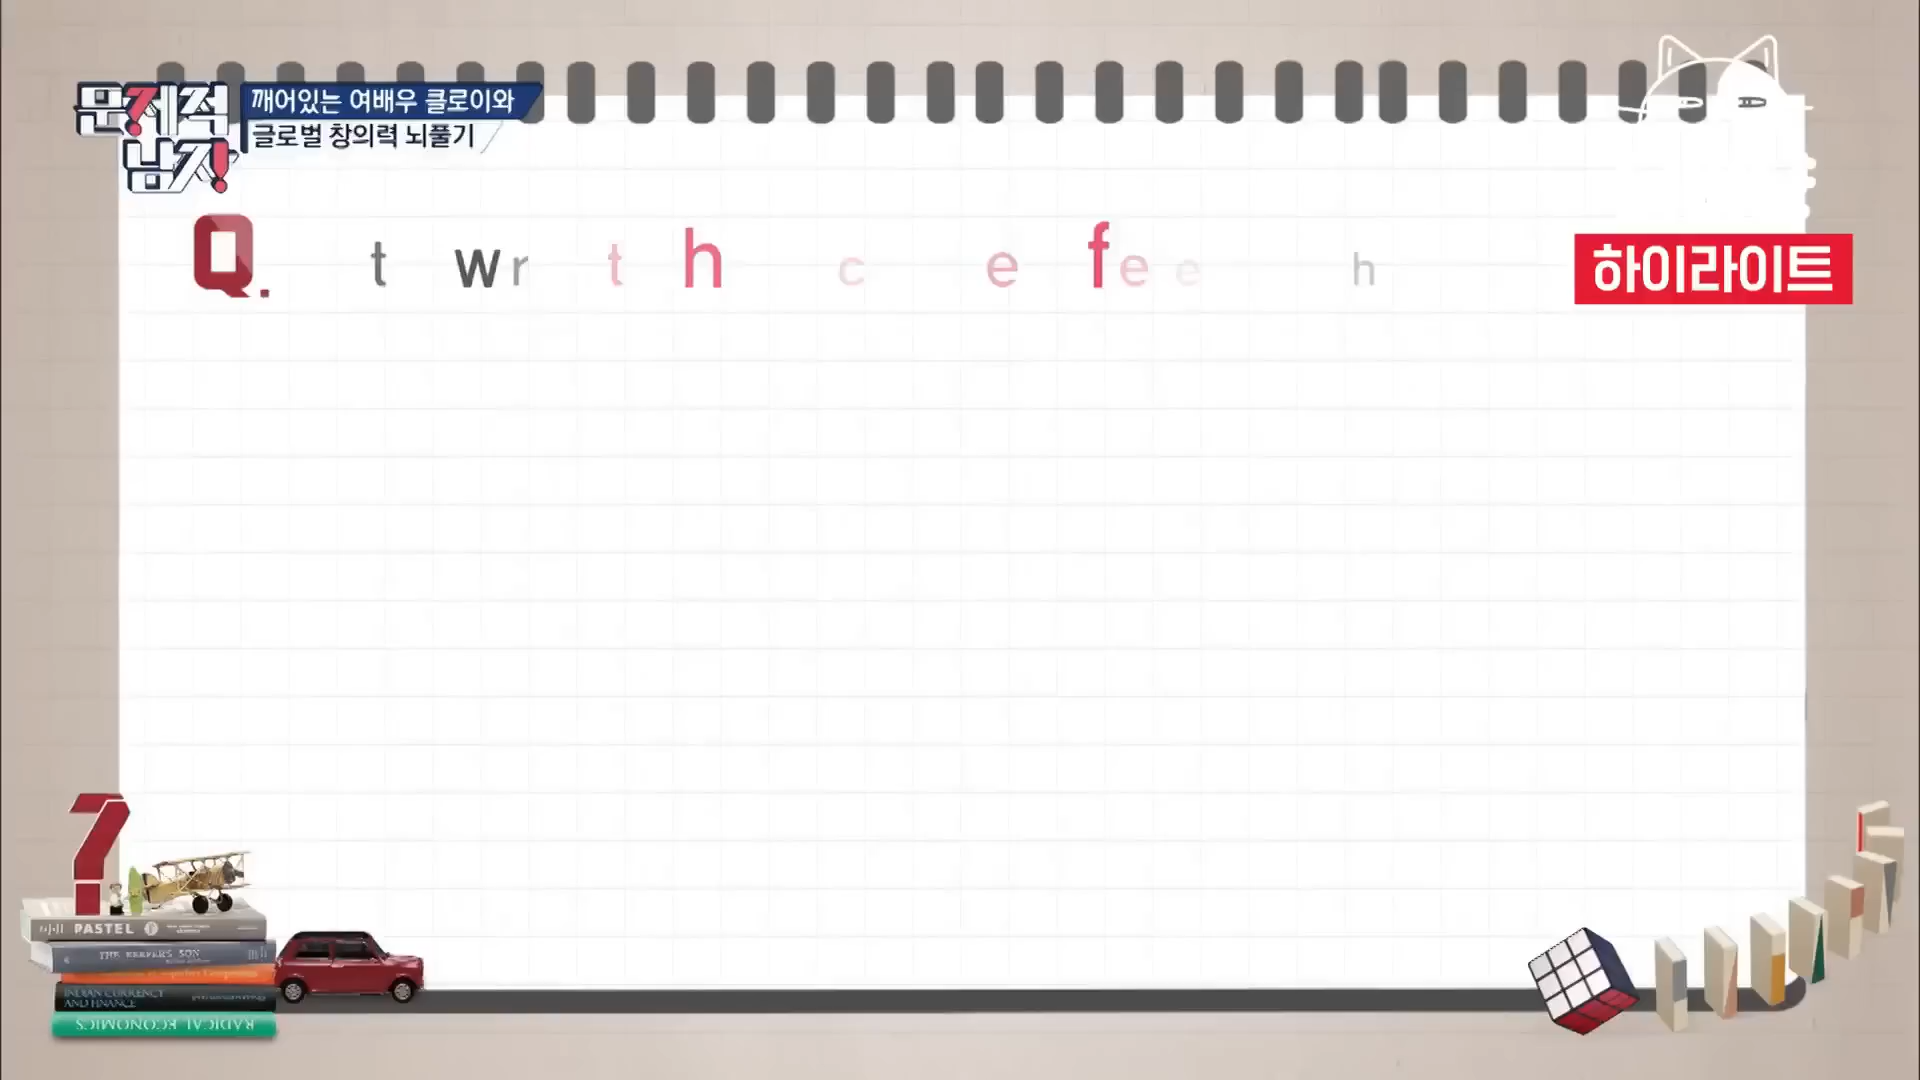 문제적
남자!
깨어있는 여배우 클로이와
글로벌 창의력 뇌풀기
Q. t w r t h c e f e e h
하이라이트
PASTEL
THE KEEPER'S SON
INDIAN CURRENCY
AND FINANCE
RADICAL ECONOMICS